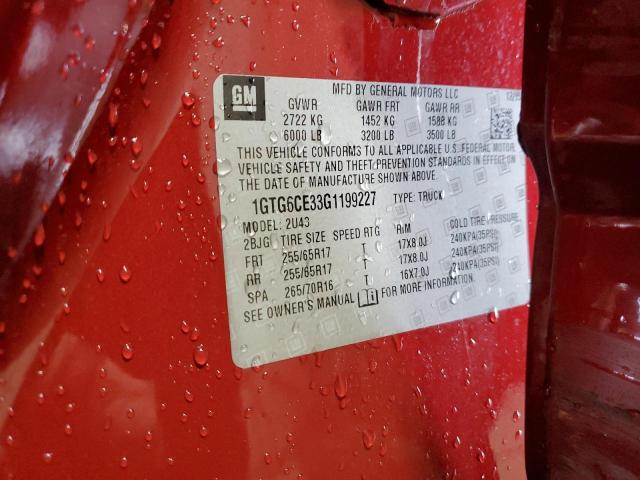 GM
MFD BY GENERAL MOTORS LLC
GVWR GAWR FRT GAWR RR
2722 KG 1452 KG 1588 KG
6000 LB 3200 LB 3500 LB
THIS VEHICLE CONFORMS TO ALL APPLICABLE U.S. FEDERAL MOTOR
VEHICLE SAFETY AND THEFT PREVENTION STANDARDS IN EFFECT ON
THE DATE OF MANUFACTURE SHOWN ABOVE.
1GTG6CE33G1199227 TYPE: TRUCK
MODEL: 2U43
2BJG TIRE SIZE SPEED RTG RIM COLD TIRE PRESSURE
FRT 255/65R17 T 17X8.0J 240KPA(35PSI)
RR 255/65R17 T 17X8.0J 240KPA(35PSI)
SPA 265/70R16 T 16X7.0J 240KPA(35PSI)
SEE OWNER'S MANUAL FOR MORE INFORMATION.